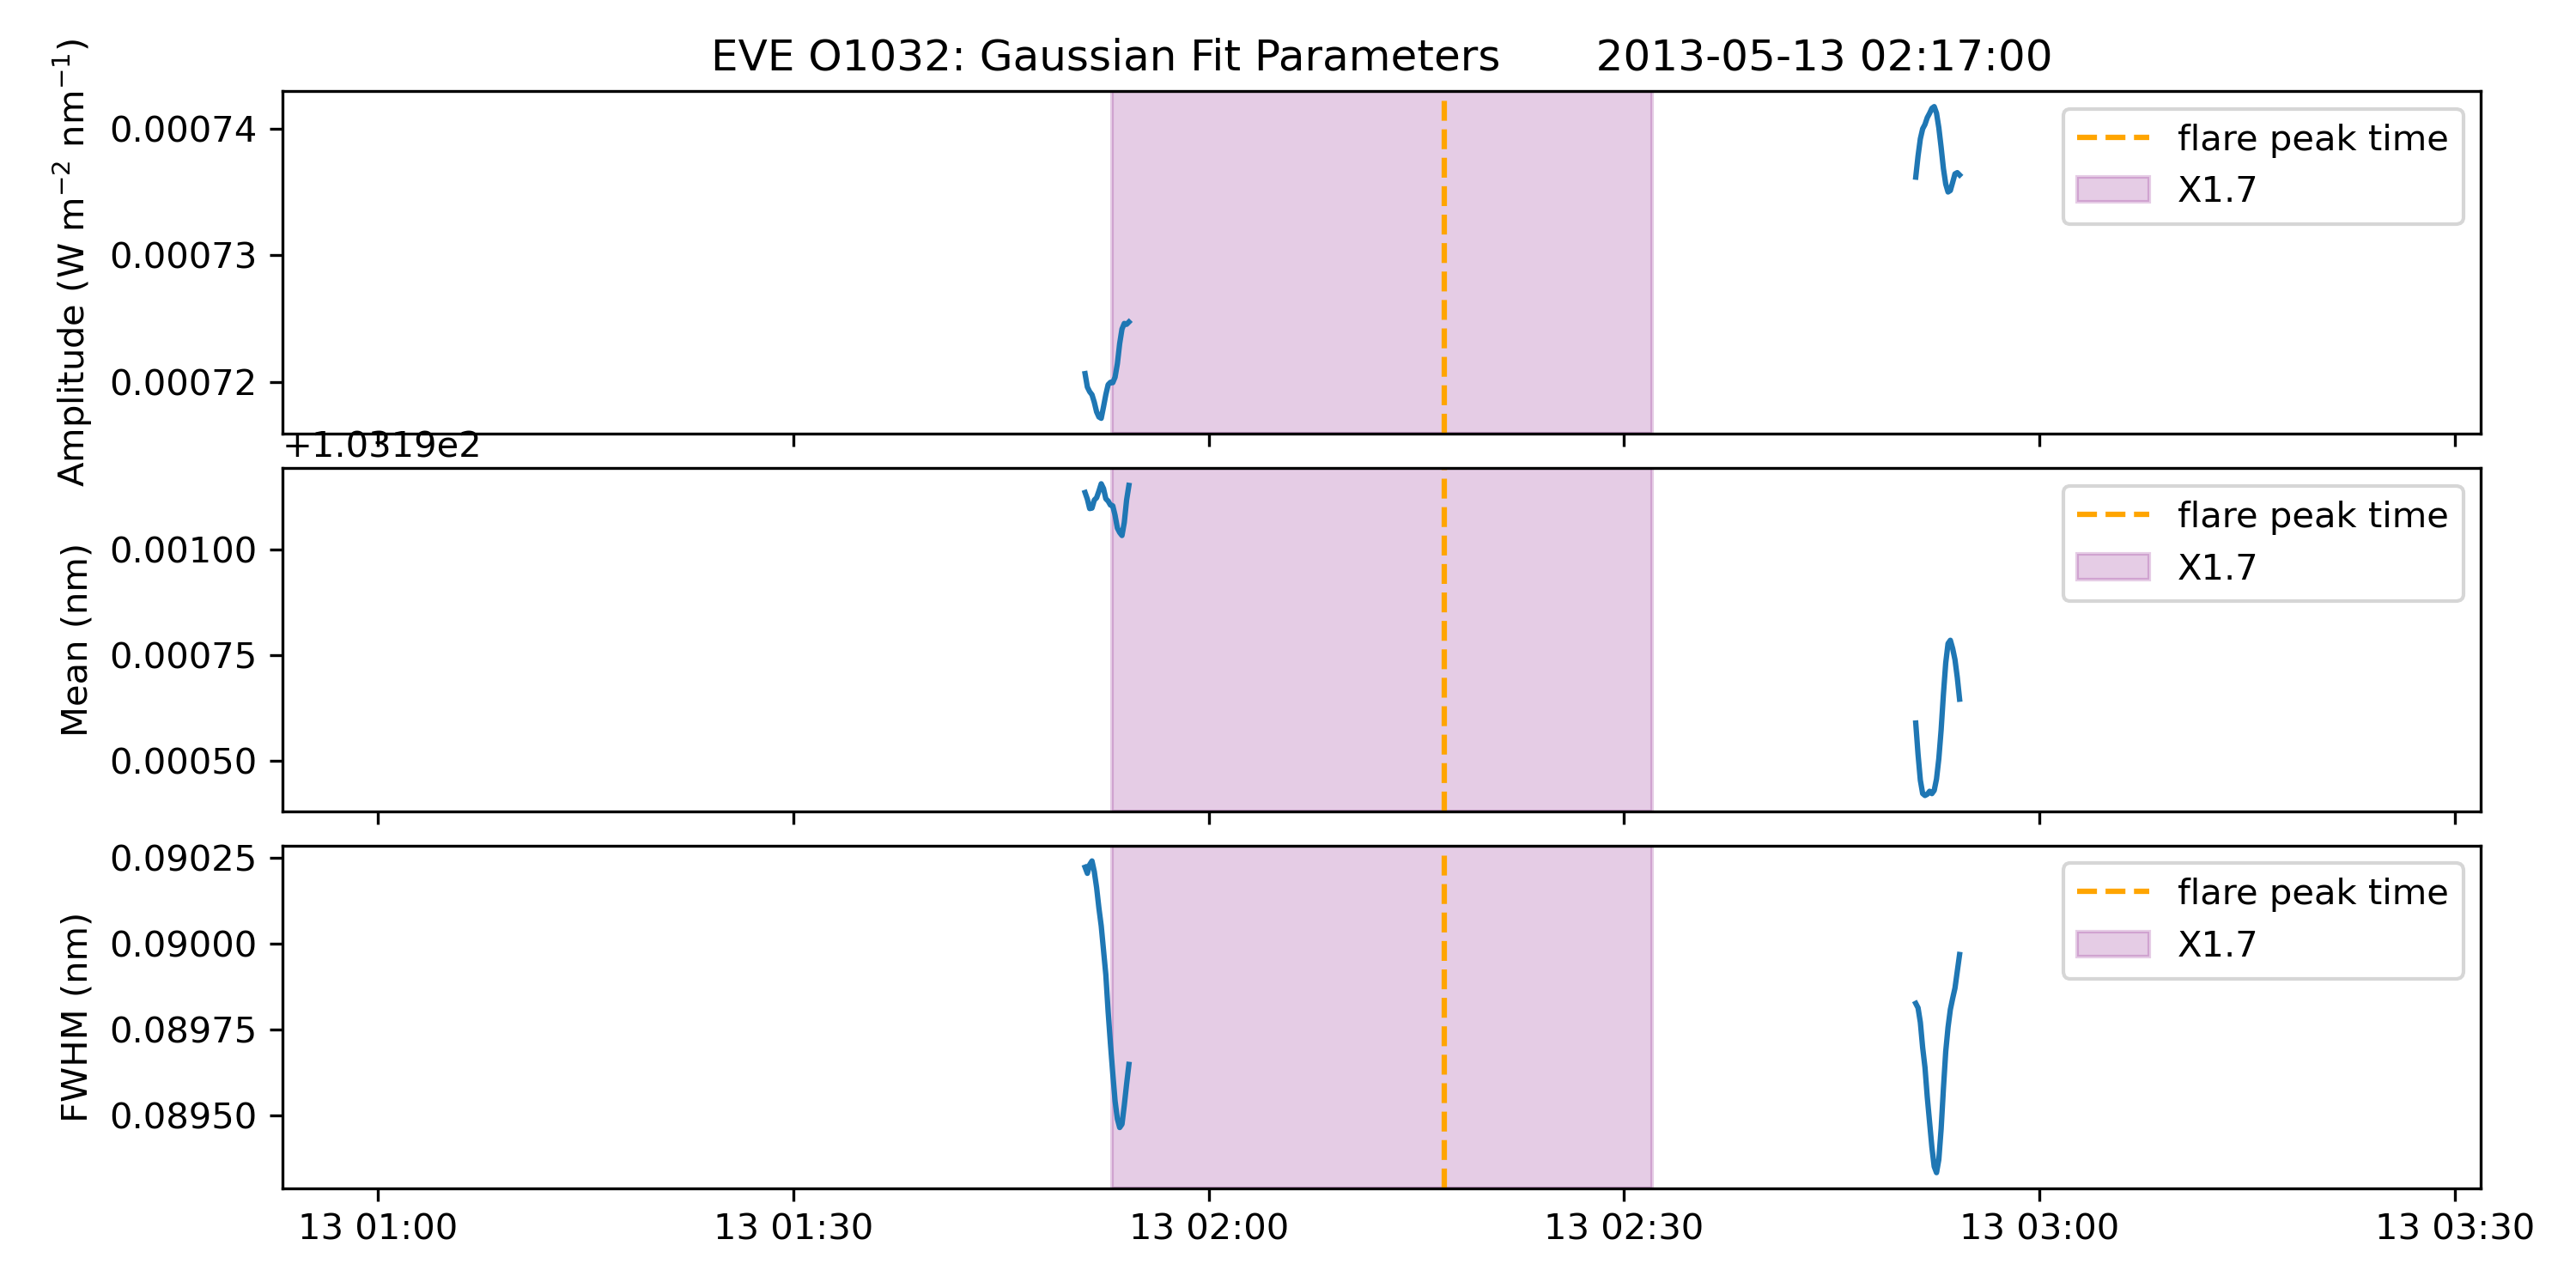 EVE O1032: Gaussian Fit Parameters 2013-05-13 02:17:00
Amplitude (W m⁻² nm⁻¹)
0.00074
0.00073
0.00072
flare peak time
X1.7
+1.0319e2
Mean (nm)
0.00100
0.00075
0.00050
flare peak time
X1.7
FWHM (nm)
0.09025
0.09000
0.08975
0.08950
flare peak time
X1.7
13 01:00 13 01:30 13 02:00 13 02:30 13 03:00 13 03:30